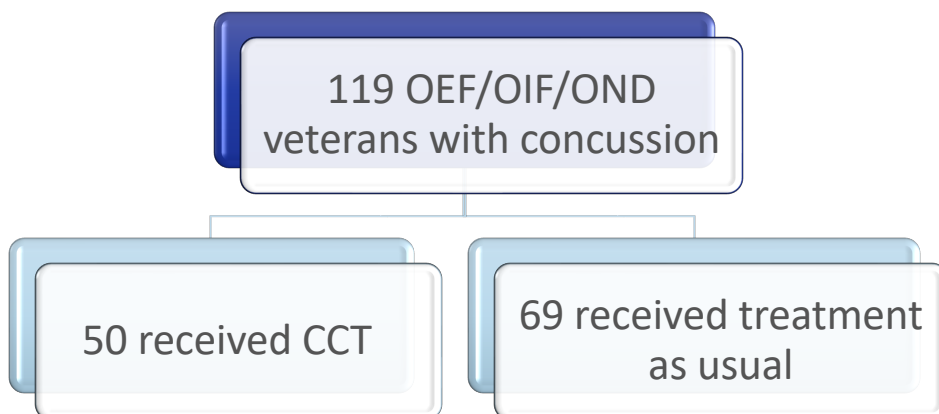 119 OEF/OIF/OND
veterans with concussion
50 received CCT
69 received treatment
as usual